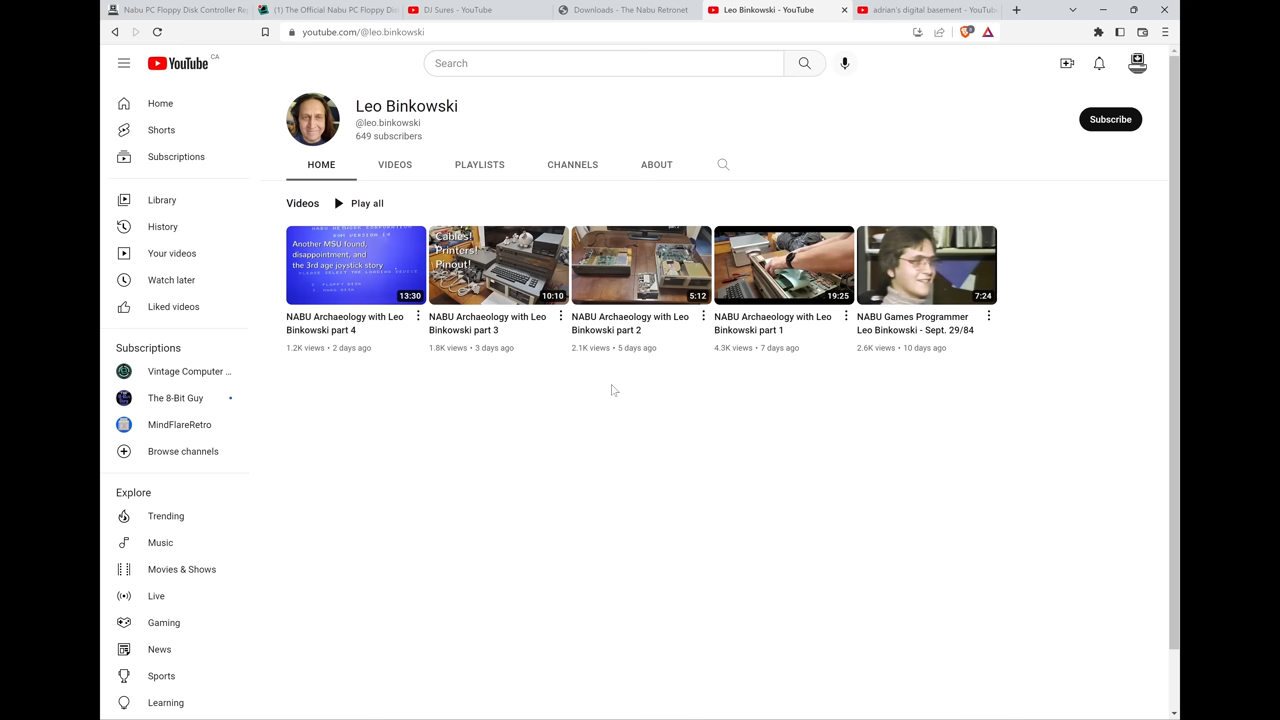 Nabu PC Floppy Disk Controller Re
(1) The Official Nabu PC Floppy Dis
DJ Sures - YouTube
Downloads - The Nabu Retronet
Leo Binkowski - YouTube
adrian's digital basement - YouTub
youtube.com/@leo.binkowski
YouTube
CA
Search
Home
Shorts
Subscriptions
Library
History
Your videos
Watch later
Liked videos
Subscriptions
Vintage Computer ...
The 8-Bit Guy
MindFlareRetro
Browse channels
Explore
Trending
Music
Movies & Shows
Live
Gaming
News
Sports
Learning
Leo Binkowski
@leo.binkowski
649 subscribers
Subscribe
HOME
VIDEOS
PLAYLISTS
CHANNELS
ABOUT
Videos
Play all
Another MSU found,
disappointment, and
the 3rd age joystick story
PLEASE SELECT THE LOADING DEVICE
13:30
Cables!
Printers!
Pinout!
10:10
5:12
19:25
7:24
NABU Archaeology with Leo
Binkowski part 4
1.2K views • 2 days ago
NABU Archaeology with Leo
Binkowski part 3
1.8K views • 3 days ago
NABU Archaeology with Leo
Binkowski part 2
2.1K views • 5 days ago
NABU Archaeology with Leo
Binkowski part 1
4.3K views • 7 days ago
NABU Games Programmer
Leo Binkowski - Sept. 29/84
2.6K views • 10 days ago